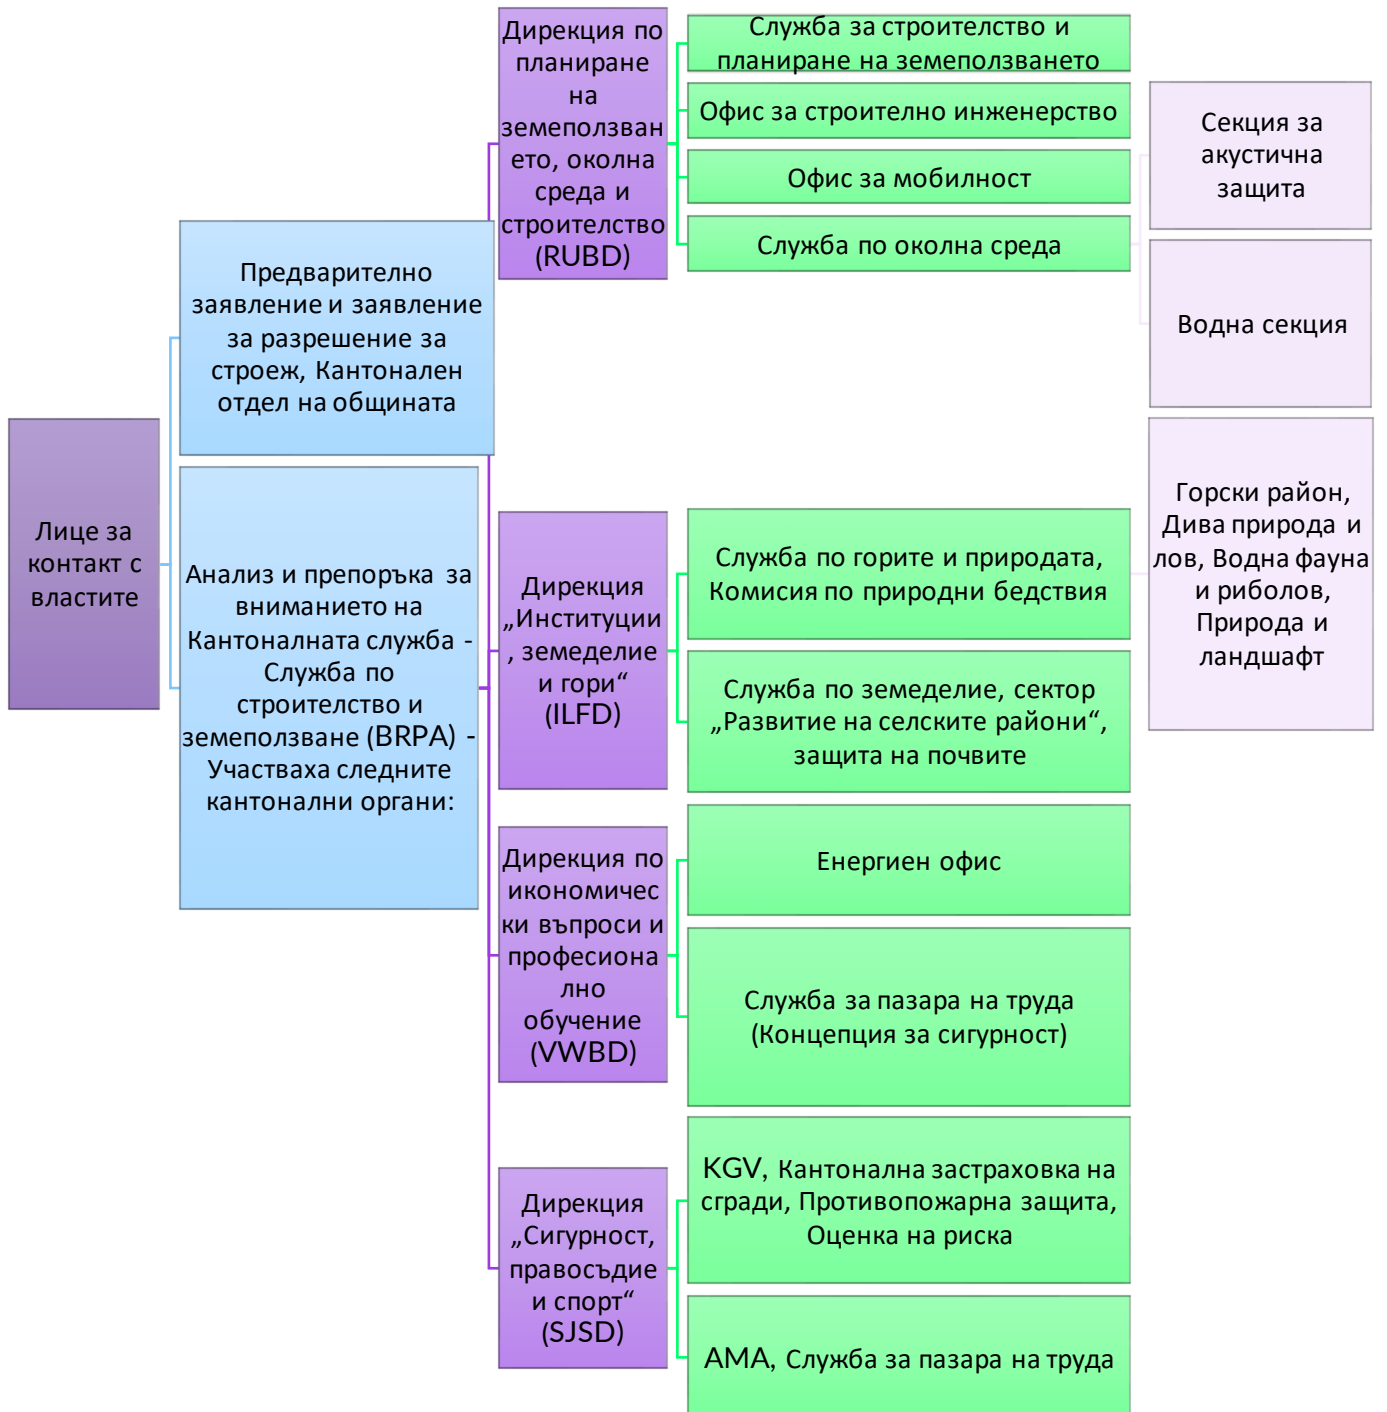 Лице за
контакт с
властите
Предварително
заявление и заявление
за разрешение за
строеж, Кантонален
отдел на общината
Анализ и препоръка за
вниманието на
Кантоналната служба -
Служба по
строителство и
земеползване (BRPA) -
Участваха следните
кантонални органи:
Дирекция по
планиране
на
земеползван
ето, околна
среда и
строителство
(RUBD)
Служба за строителство и
планиране на земеползването
Офис за строително инженерство
Офис за мобилност
Служба по околна среда
Секция за
акустична
защита
Водна секция
Дирекция
„Институции
, земеделие
и гори“
(ILFD)
Служба по горите и природата,
Комисия по природни бедствия
Горски район,
Дива природа и
лов, Водна фауна
и риболов,
Природа и
ландшафт
Служба по земеделие, сектор
„Развитие на селските райони“,
защита на почвите
Дирекция по
икономичес
ки въпроси и
професиона
лно
обучение
(VWBD)
Енергиен офис
Служба за пазара на труда
(Концепция за сигурност)
Дирекция
„Сигурност,
правосъдие
и спорт“
(SJSD)
KGV, Кантонална застраховка на
сгради, Противопожарна защита,
Оценка на риска
AMA, Служба за пазара на труда